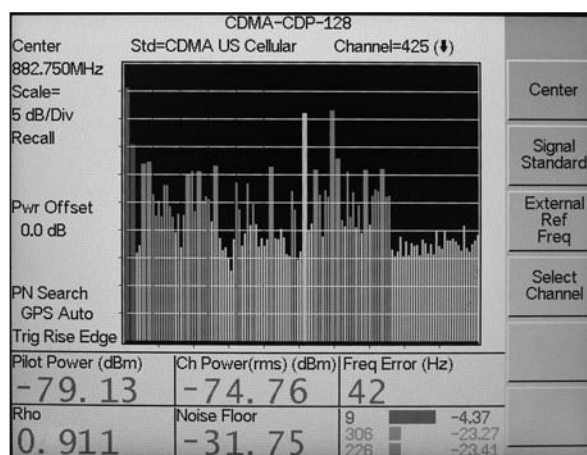 CDMA-CDP-128
Center
Std=CDMA US Cellular
Channel=425 (⬇)
882.750MHz
Scale=
5 dB/Div
Recall
Pwr Offset
0.0 dB
PN Search
GPS Auto
Trig Rise Edge
Center
Signal
Standard
External
Ref
Freq
Select
Channel
Pilot Power (dBm)
Ch Power(rms) (dBm)
Freq Error (Hz)
-79.13
-74.76
42
Rho
Noise Floor
0.911
-31.75
9 -4.37
306 -23.27
226 -23.41